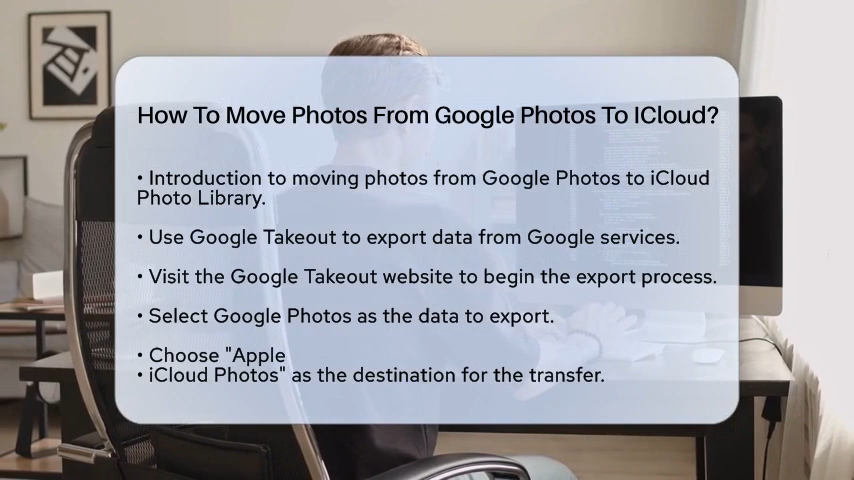 How To Move Photos From Google Photos To ICloud?
• Introduction to moving photos from Google Photos to iCloud
Photo Library.
• Use Google Takeout to export data from Google services.
• Visit the Google Takeout website to begin the export process.
• Select Google Photos as the data to export.
• Choose "Apple
• iCloud Photos" as the destination for the transfer.